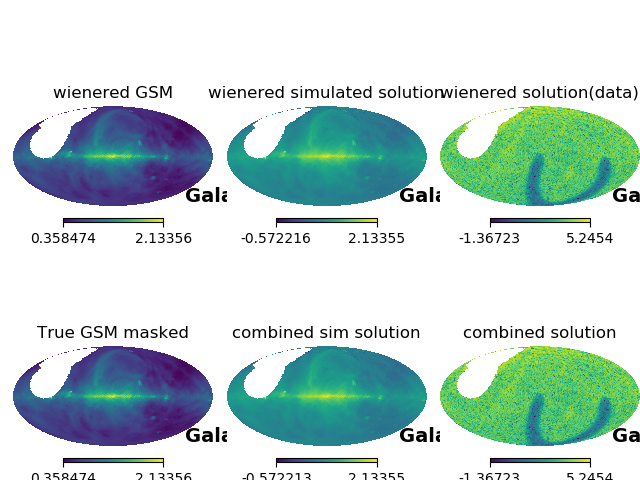 wienered GSM wienered simulated solution wienered solution(data)
Gala Gala Ga
0.358474 2.13356 -0.572216 2.13355 -1.36723 5.2454
True GSM masked combined sim solution combined solution
Gala Gala Ga
0.358474 2.13356 -0.572213 2.13355 -1.36723 5.2454